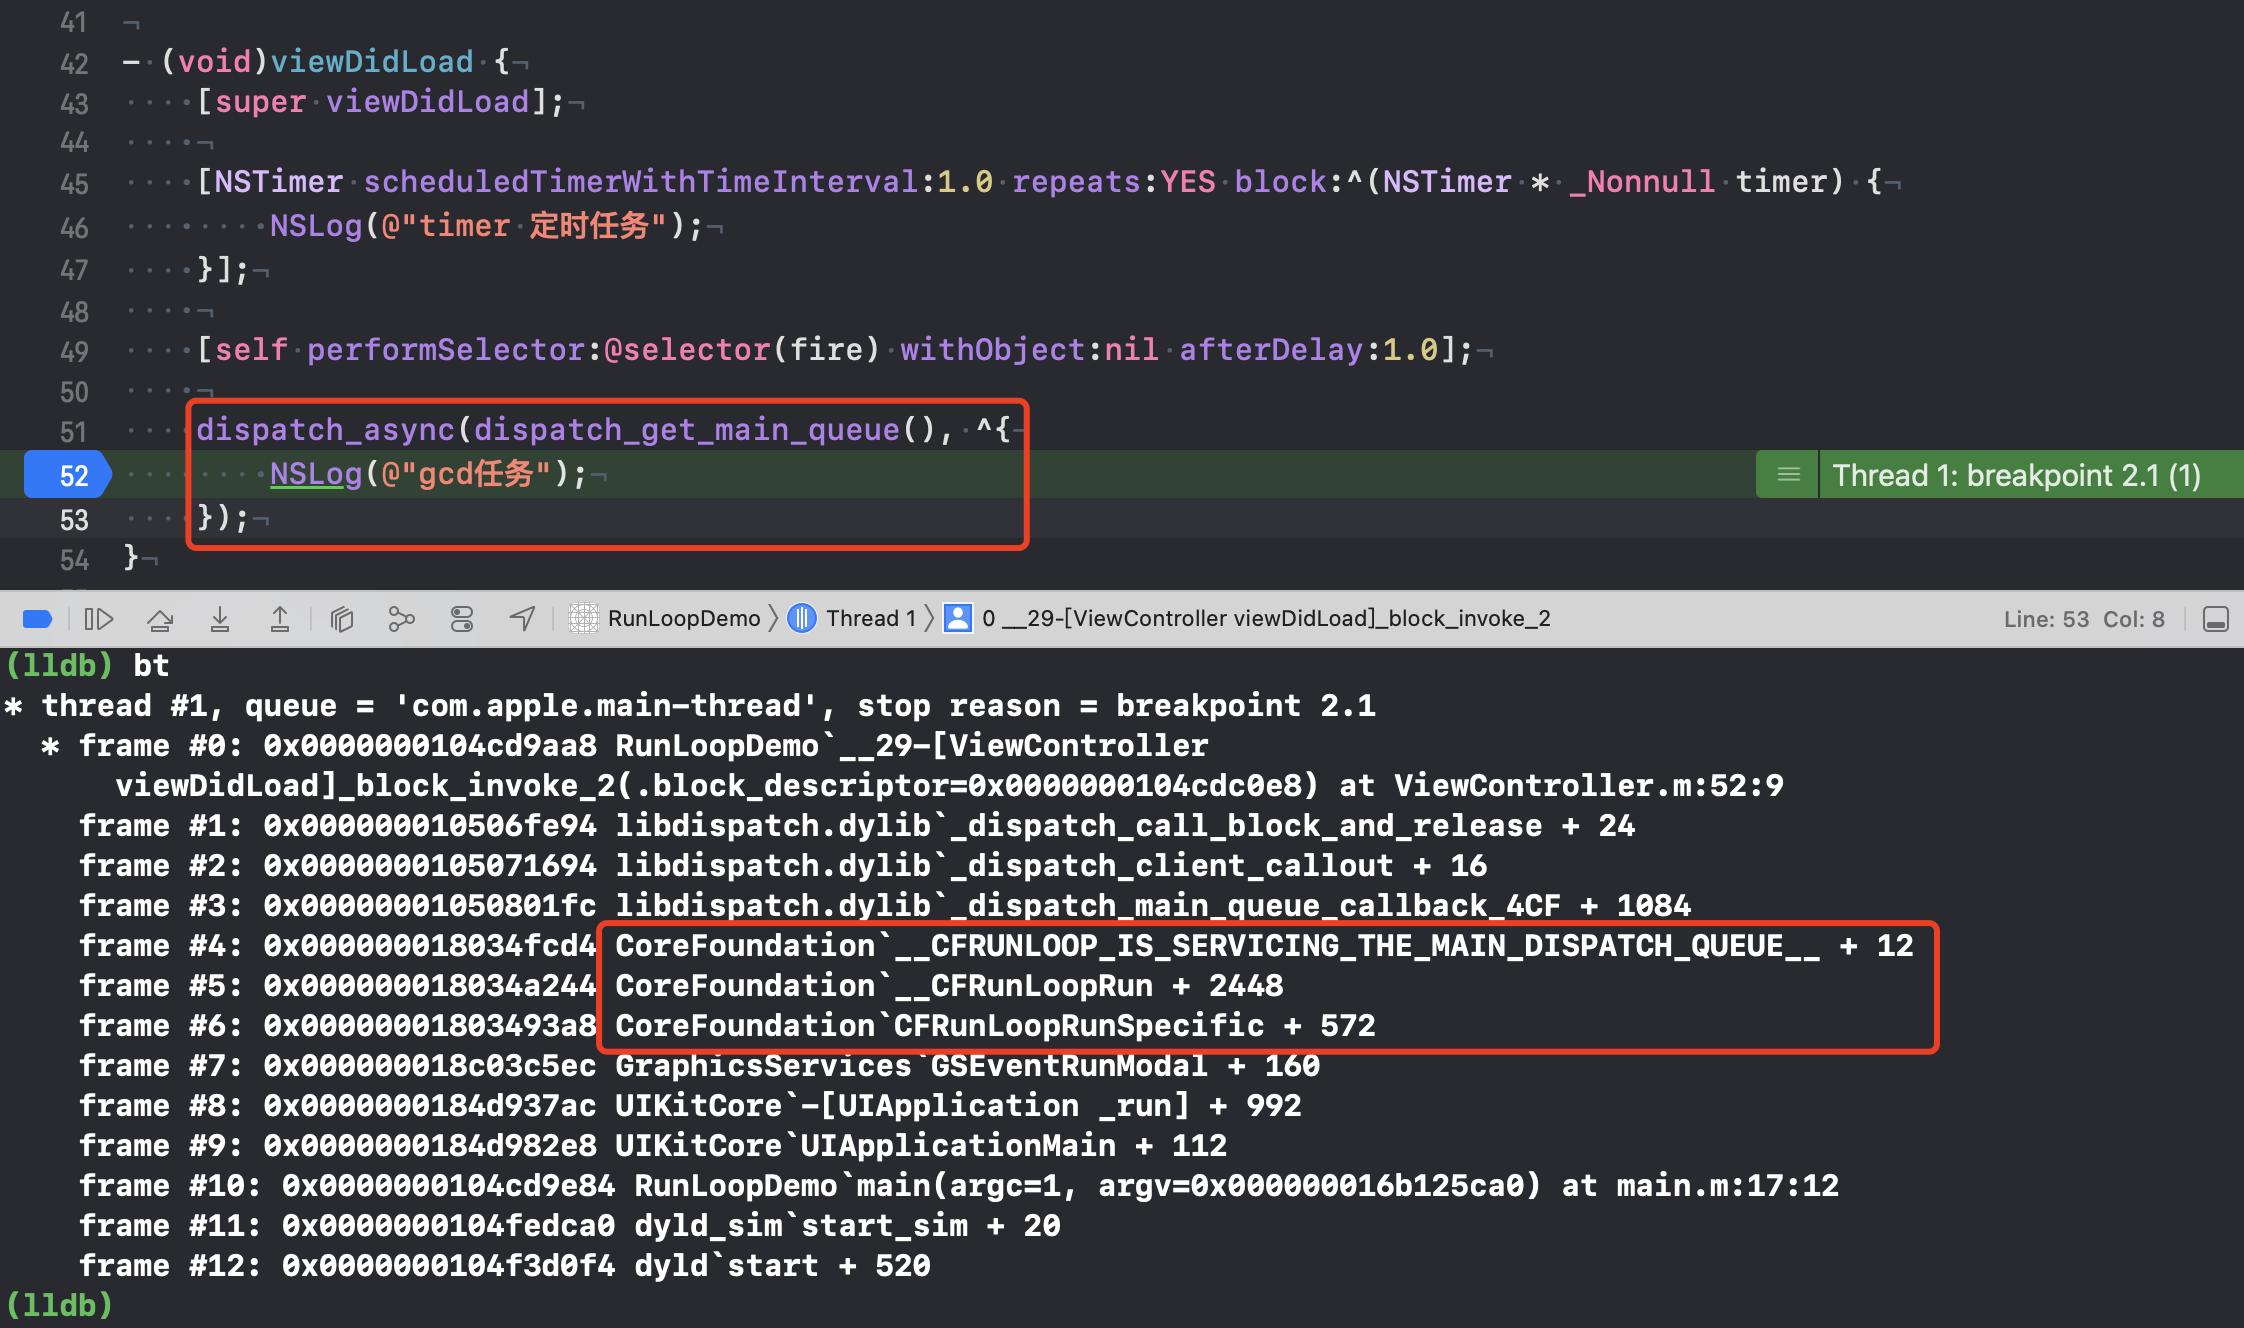 41
42 - (void)viewDidLoad {
43 [super viewDidLoad];
44
45 [NSTimer scheduledTimerWithTimeInterval:1.0 repeats:YES block:^(NSTimer * _Nonnull timer) {
46 NSLog(@"timer 定时任务");
47 }];
48
49 [self performSelector:@selector(fire) withObject:nil afterDelay:1.0];
50
51 dispatch_async(dispatch_get_main_queue(), ^{
52 NSLog(@"gcd任务"); Thread 1: breakpoint 2.1 (1)
53 });
54 }
RunLoopDemo 〉 Thread 1 〉 0 __29-[ViewController viewDidLoad]_block_invoke_2 Line: 53 Col: 8
(lldb) bt
* thread #1, queue = 'com.apple.main-thread', stop reason = breakpoint 2.1
* frame #0: 0x0000000104cd9aa8 RunLoopDemo`__29-[ViewController
viewDidLoad]_block_invoke_2(.block_descriptor=0x0000000104cdc0e8) at ViewController.m:52:9
frame #1: 0x000000010506fe94 libdispatch.dylib`_dispatch_call_block_and_release + 24
frame #2: 0x0000000105071694 libdispatch.dylib`_dispatch_client_callout + 16
frame #3: 0x00000001050801fc libdispatch.dylib`_dispatch_main_queue_callback_4CF + 1084
frame #4: 0x000000018034fcd4 CoreFoundation`__CFRUNLOOP_IS_SERVICING_THE_MAIN_DISPATCH_QUEUE__ + 12
frame #5: 0x000000018034a244 CoreFoundation`__CFRunLoopRun + 2448
frame #6: 0x00000001803493a8 CoreFoundation`CFRunLoopRunSpecific + 572
frame #7: 0x000000018c03c5ec GraphicsServices`GSEventRunModal + 160
frame #8: 0x0000000184d937ac UIKitCore`-[UIApplication _run] + 992
frame #9: 0x0000000184d982e8 UIKitCore`UIApplicationMain + 112
frame #10: 0x0000000104cd9e84 RunLoopDemo`main(argc=1, argv=0x000000016b125ca0) at main.m:17:12
frame #11: 0x0000000104fedca0 dyld_sim`start_sim + 20
frame #12: 0x0000000104f3d0f4 dyld`start + 520
(lldb)